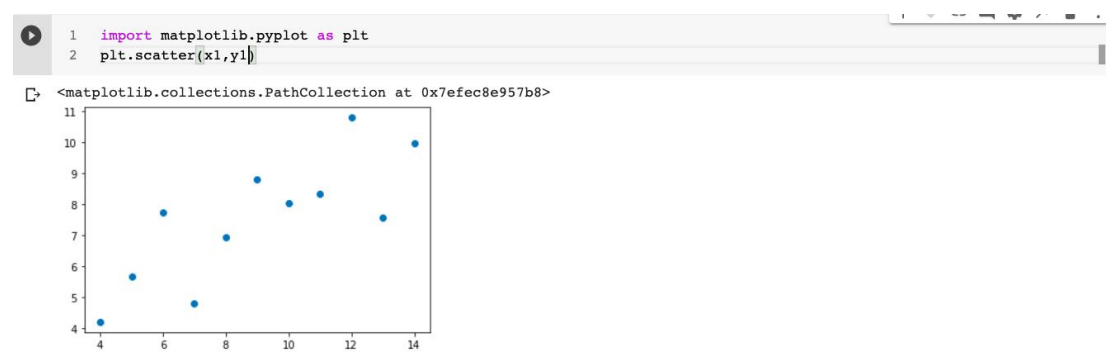 1 import matplotlib.pyplot as plt
2 plt.scatter(x1,y1)
<matplotlib.collections.PathCollection at 0x7efec8e957b8>
11
10
9
8
7
6
5
4
4 6 8 10 12 14